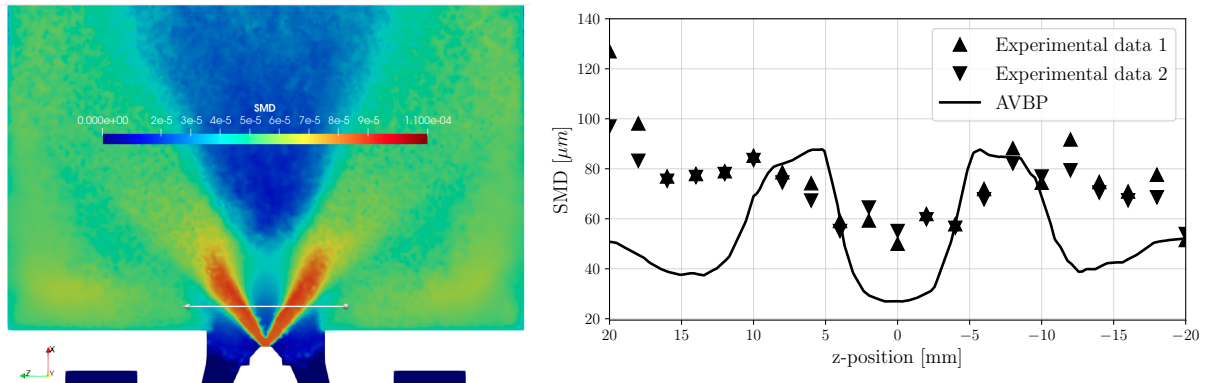 SMD
0.000e+00 2e-5 3e-5 4e-5 5e-5 6e-5 7e-5 8e-5 9e-5 1.100e-04
X
Z
Y
140
120
100
80
60
40
20
SMD [μm]
Experimental data 1
Experimental data 2
AVBP
20 15 10 5 0 −5 −10 −15 −20
z-position [mm]